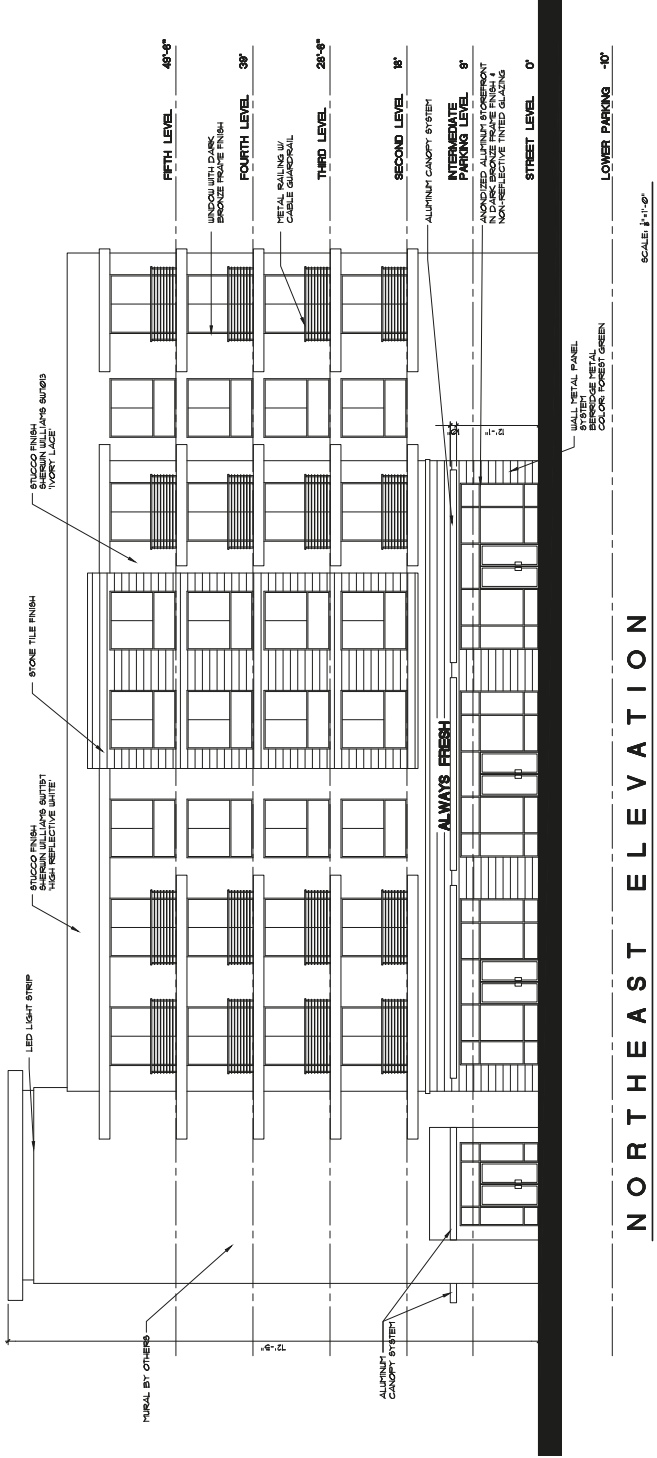 LED LIGHT STRIP
STUCCO FINISH
SHERWIN WILLIAMS SW7757
'HIGH REFLECTIVE WHITE'
STONE TILE FINISH
STUCCO FINISH
SHERWIN WILLIAMS SW7013
'IVORY LACE'
MURAL BY OTHERS
FIFTH LEVEL 49'-6"
WINDOW WITH DARK
BRONZE FRAME FINISH
FOURTH LEVEL 39'
METAL RAILING W/
CABLE GUARDRAIL
THIRD LEVEL 28'-6"
ALUMINUM
CANOPY SYSTEM
SECOND LEVEL 18'
ALUMINUM CANOPY SYSTEM
ALWAYS FRESH
INTERMEDIATE
PARKING LEVEL 9'
ANONDIZED ALUMINUM STOREFRONT
IN DARK BRONZE FRAME FINISH &
NON-REFLECTIVE TINTED GLAZING
STREET LEVEL 0'
WALL METAL PANEL
SYSTEM
BERRIDGE METAL
COLOR: FOREST GREEN
LOWER PARKING -10'
NORTHEAST ELEVATION
SCALE: 1/8"=1'-0"